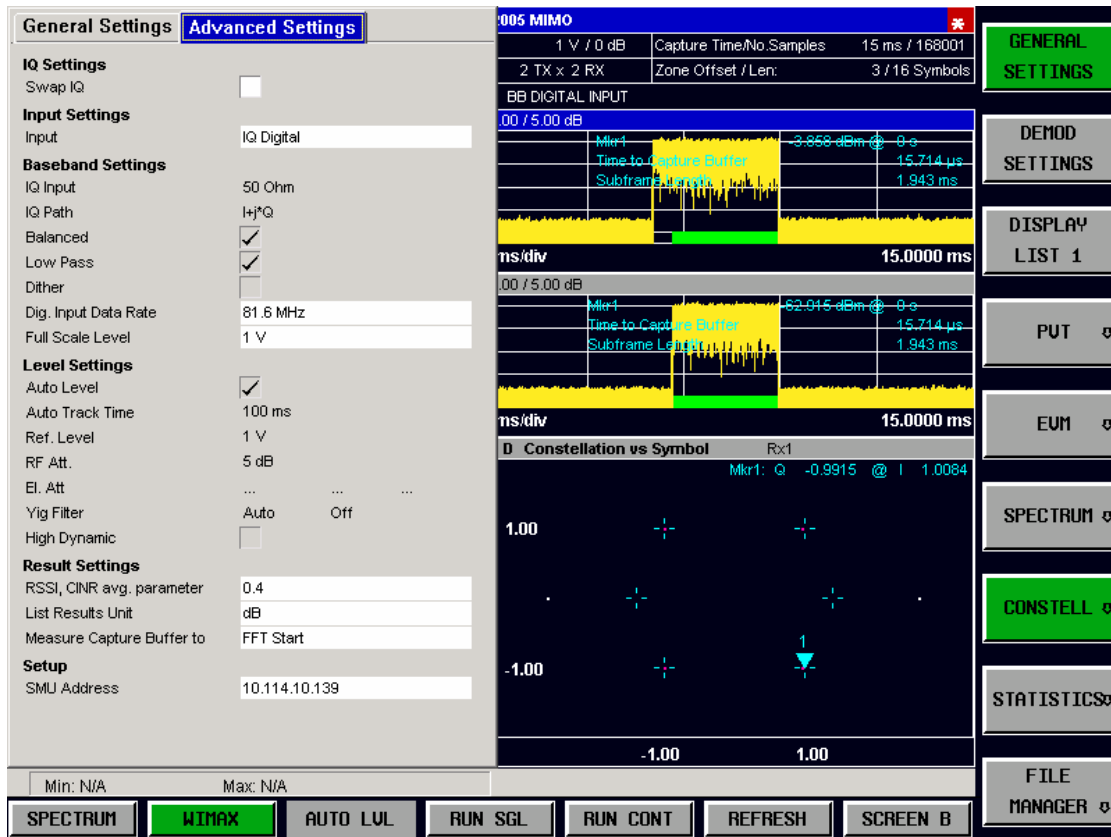 General Settings Advanced Settings
IQ Settings
Swap IQ
Input Settings
Input IQ Digital
Baseband Settings
IQ Input 50 Ohm
IQ Path I+j*Q
Balanced
Low Pass
Dither
Dig. Input Data Rate 81.6 MHz
Full Scale Level 1 V
Level Settings
Auto Level
Auto Track Time 100 ms
Ref. Level 1 V
RF Att. 5 dB
El. Att ... ... ...
Yig Filter Auto Off
High Dynamic
Result Settings
RSSI, CINR avg. parameter 0.4
List Results Unit dB
Measure Capture Buffer to FFT Start
Setup
SMU Address 10.114.10.139
Min: N/A Max: N/A
005 MIMO
1 V / 0 dB Capture Time/No.Samples 15 ms / 168001
2 TX x 2 RX Zone Offset / Len: 3 / 16 Symbols
BB DIGITAL INPUT
.00 / 5.00 dB
Mkr1 -3.858 dBm @ 0 s
Time to Capture Buffer 15.714 µs
Subframe Length 1.943 ms
ms/div 15.0000 ms
.00 / 5.00 dB
Mkr1 -62.015 dBm @ 0 s
Time to Capture Buffer 15.714 µs
Subframe Length 1.943 ms
ms/div 15.0000 ms
D Constellation vs Symbol Rx1
Mkr1: Q -0.9915 @ I 1.0084
1.00
1
-1.00
-1.00 1.00
GENERAL
SETTINGS
DEMOD
SETTINGS
DISPLAY
LIST 1
PVT
EVM
SPECTRUM
CONSTELL
STATISTICS
FILE
MANAGER
SPECTRUM WIMAX AUTO LVL RUN SGL RUN CONT REFRESH SCREEN B